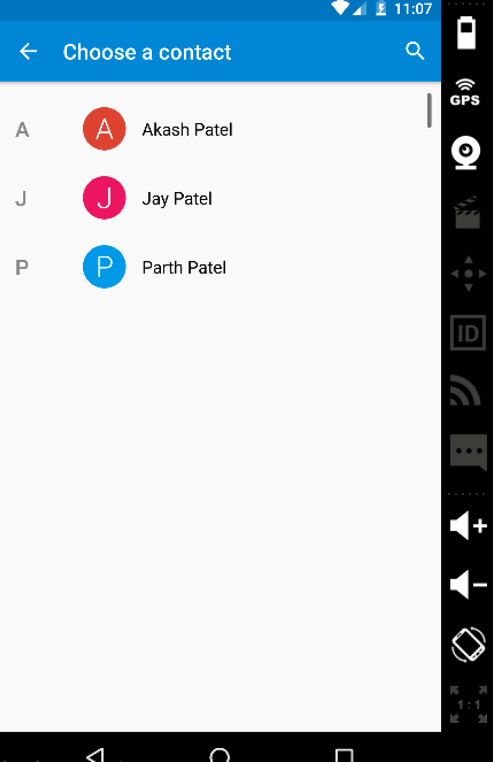 11:07
Choose a contact
GPS
A
A
Akash Patel
J
J
Jay Patel
ID
P
P
Parth Patel
1:1